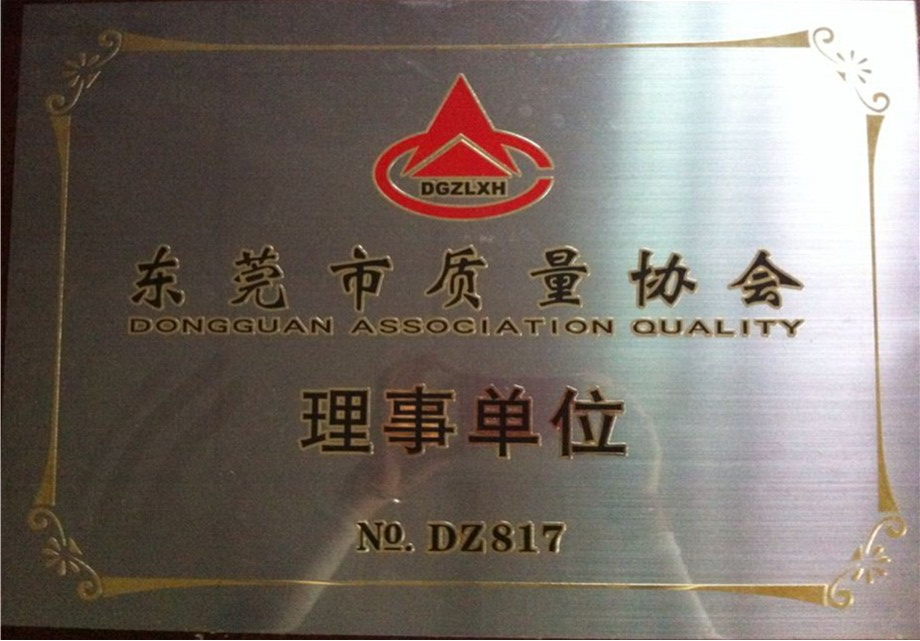 DGZLXH
东莞市质量协会
DONGGUAN ASSOCIATION QUALITY
理事单位
№. DZ817